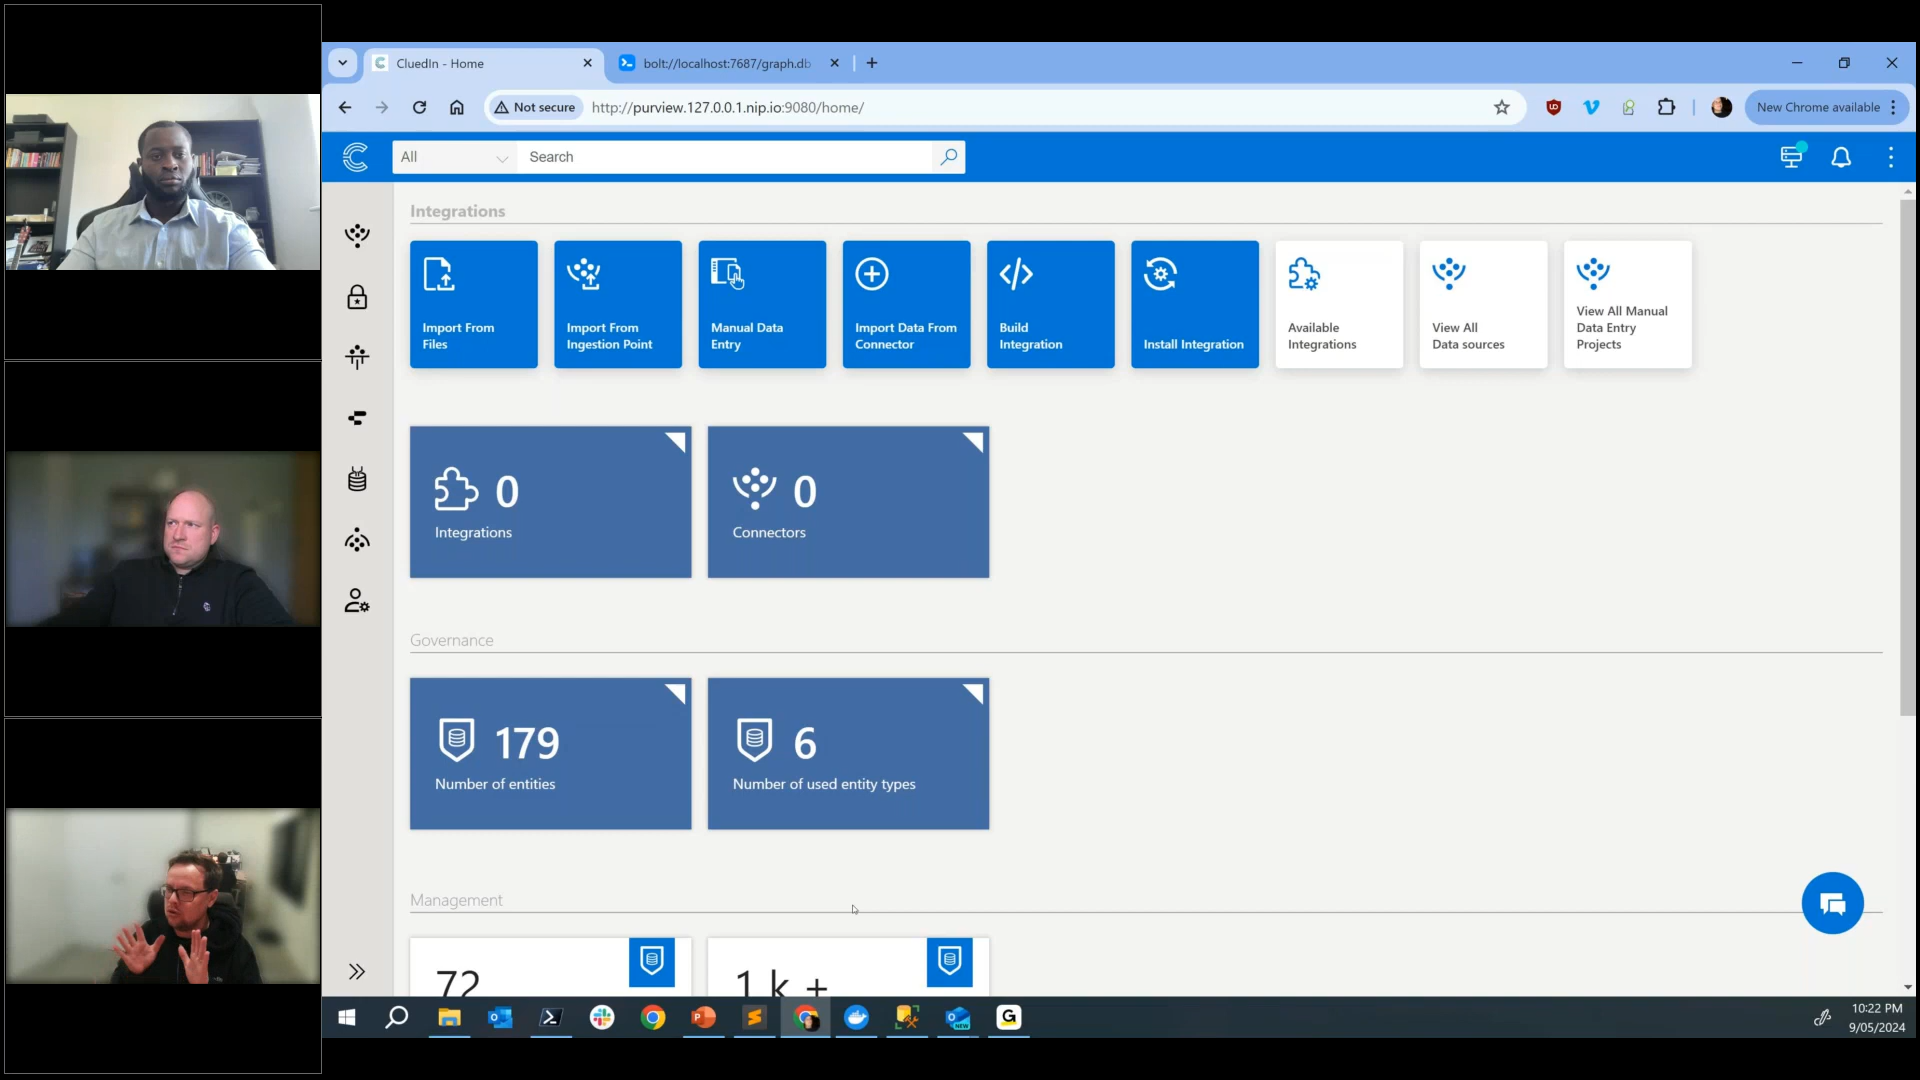 CluedIn - Home
bolt://localhost:7687/graph.db
Not secure
http://purview.127.0.0.1.nip.io:9080/home/
New Chrome available
All
Search
Integrations
Import From
Files
Import From
Ingestion Point
Manual Data
Entry
Import Data From
Connector
Build
Integration
Install Integration
Available
Integrations
View All
Data sources
View All Manual
Data Entry
Projects
0
Integrations
0
Connectors
Governance
179
Number of entities
6
Number of used entity types
Management
72
1 k +
10:22 PM
9/05/2024